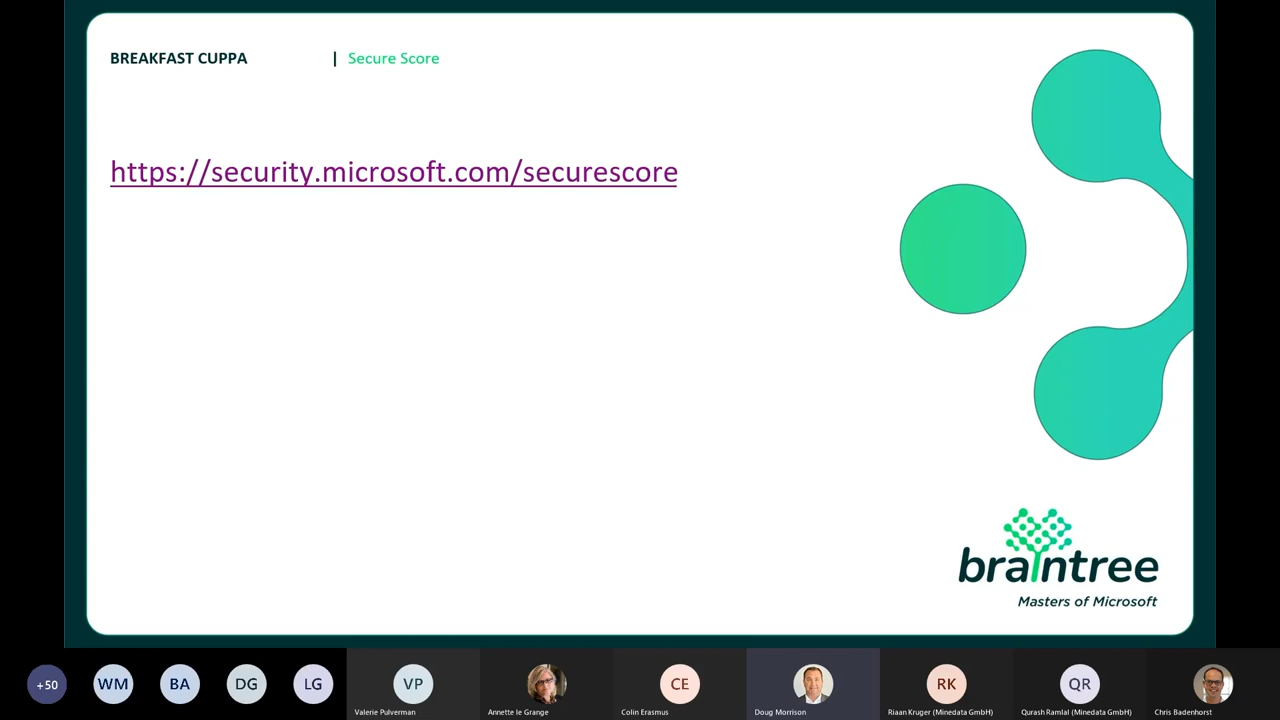 BREAKFAST CUPPA | Secure Score
https://security.microsoft.com/securescore
braintree
Masters of Microsoft
+50 WM BA DG LG VP CE RK QR
Valerie Pulverman Annette le Grange Colin Erasmus Doug Morrison Riaan Kruger (Minedata GmbH) Qurash Ramlal (Minedata GmbH) Chris Badenhorst